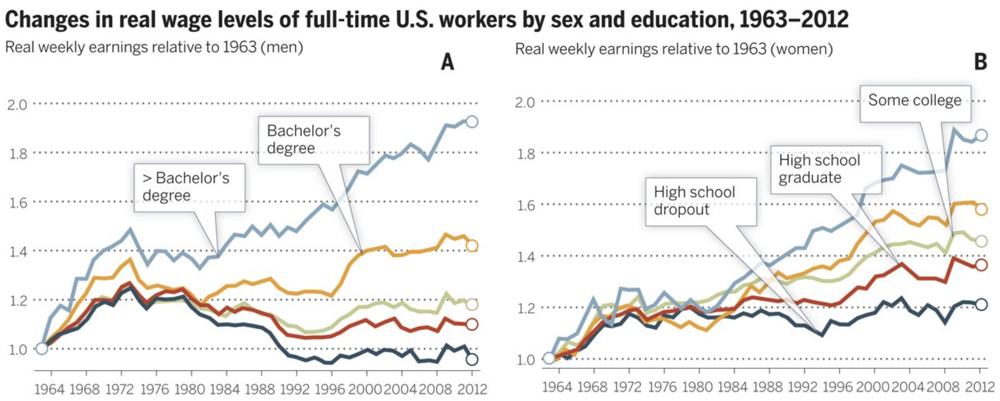 Changes in real wage levels of full-time U.S. workers by sex and education, 1963–2012
Real weekly earnings relative to 1963 (men)
A
2.0
1.8
1.6
1.4
1.2
1.0
> Bachelor's
degree
Bachelor's
degree
1964 1968 1972 1976 1980 1984 1988 1992 1996 2000 2004 2008 2012
Real weekly earnings relative to 1963 (women)
B
2.0
1.8
1.6
1.4
1.2
1.0
High school
dropout
High school
graduate
Some college
1964 1968 1972 1976 1980 1984 1988 1992 1996 2000 2004 2008 2012